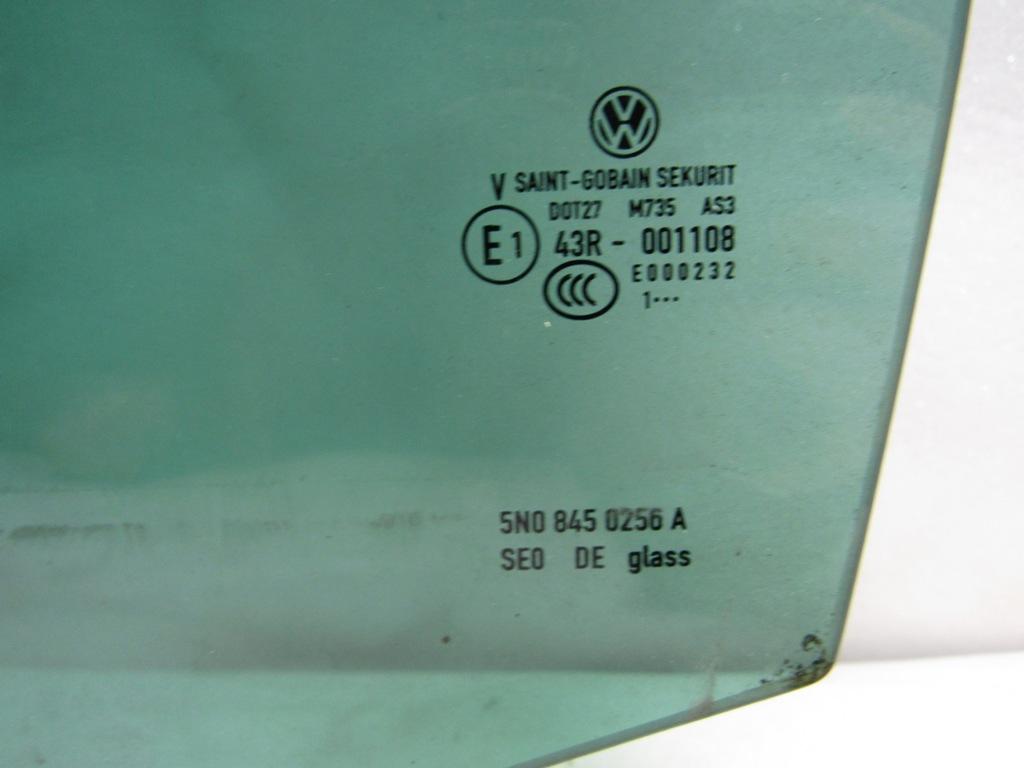 V SAINT-GOBAIN SEKURIT
DOT27 M735 AS3
E1 43R - 001108
CCC E000232
1•••
5N0 845 0256 A
SE0 DE glass